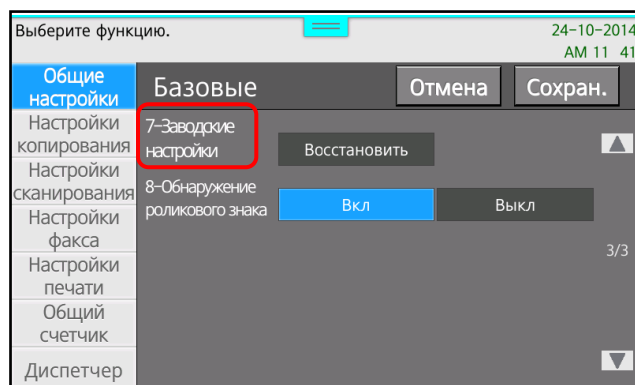 Выберите функцию.
24-10-2014
AM 11 41
Общие
настройки
Базовые
Отмена
Сохран.
Настройки
копирования
Настройки
сканирования
Настройки
факса
Настройки
печати
Общий
счетчик
Диспетчер
7-Заводские
настройки
Восстановить
8-Обнаружение
роликового знака
Вкл
Выкл
3/3